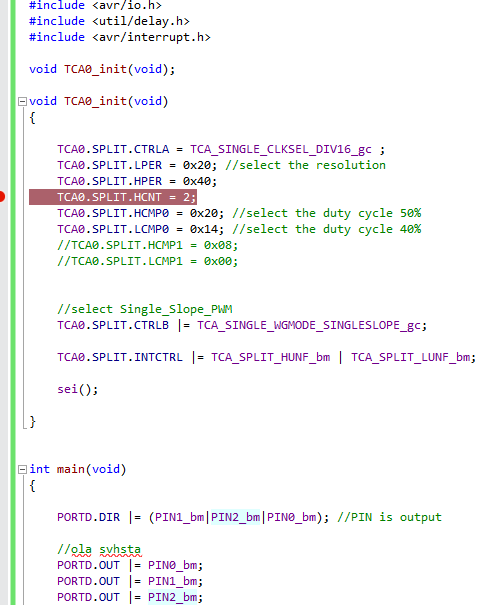 #include <avr/io.h>
#include <util/delay.h>
#include <avr/interrupt.h>
void TCA0_init(void);
void TCA0_init(void)
{
TCA0.SPLIT.CTRLA = TCA_SINGLE_CLKSEL_DIV16_gc ;
TCA0.SPLIT.LPER = 0x20; //select the resolution
TCA0.SPLIT.HPER = 0x40;
TCA0.SPLIT.HCNT = 2;
TCA0.SPLIT.HCMP0 = 0x20; //select the duty cycle 50%
TCA0.SPLIT.LCMP0 = 0x14; //select the duty cycle 40%
//TCA0.SPLIT.HCMP1 = 0x08;
//TCA0.SPLIT.LCMP1 = 0x00;
//select Single_Slope_PWM
TCA0.SPLIT.CTRLB |= TCA_SINGLE_WGMODE_SINGLESLOPE_gc;
TCA0.SPLIT.INTCTRL |= TCA_SPLIT_HUNF_bm | TCA_SPLIT_LUNF_bm;
sei();
}
int main(void)
{
PORTD.DIR |= (PIN1_bm|PIN2_bm|PIN0_bm); //PIN is output
//ola svhsta
PORTD.OUT |= PIN0_bm;
PORTD.OUT |= PIN1_bm;
PORTD.OUT |= PIN2_bm;